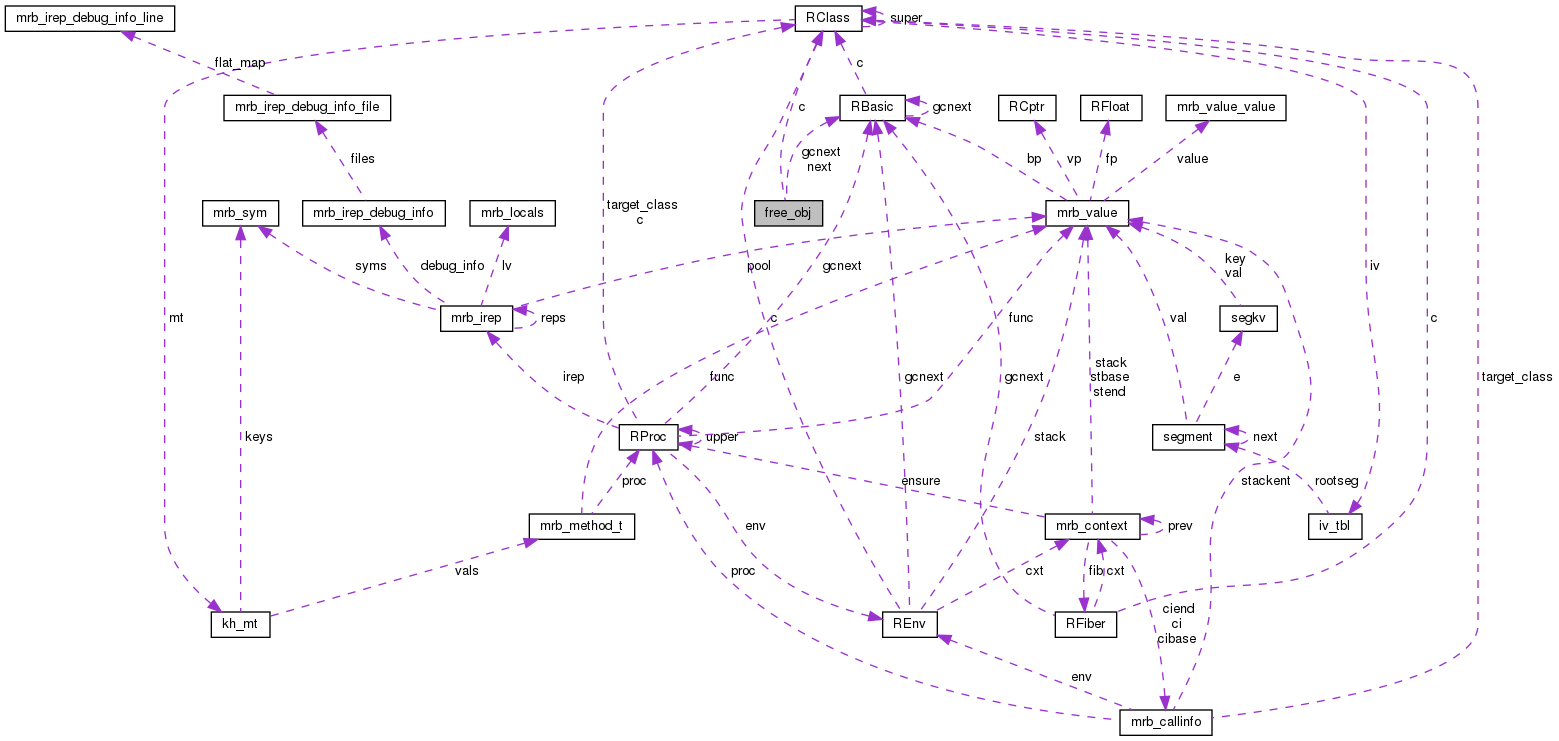 mrb_irep_debug_info_line
RClass
super
flat_map
c
mrb_irep_debug_info_file
RBasic
gcnext
RCptr
RFloat
mrb_value_value
c
files
gcnext
next
bp
vp
fp
value
mrb_sym
mrb_irep_debug_info
mrb_locals
target_class
c
free_obj
mrb_value
syms
debug_info
lv
pool
gcnext
key
val
iv
mt
mrb_irep
reps
c
func
val
segkv
c
irep
func
gcnext
gcnext
stack
stbase
stend
e
target_class
keys
RProc
upper
stack
segment
next
proc
ensure
stackent
rootseg
mrb_method_t
env
mrb_context
prev
iv_tbl
vals
proc
cxt
fib
cxt
kh_mt
REnv
RFiber
ciend
ci
cibase
env
mrb_callinfo